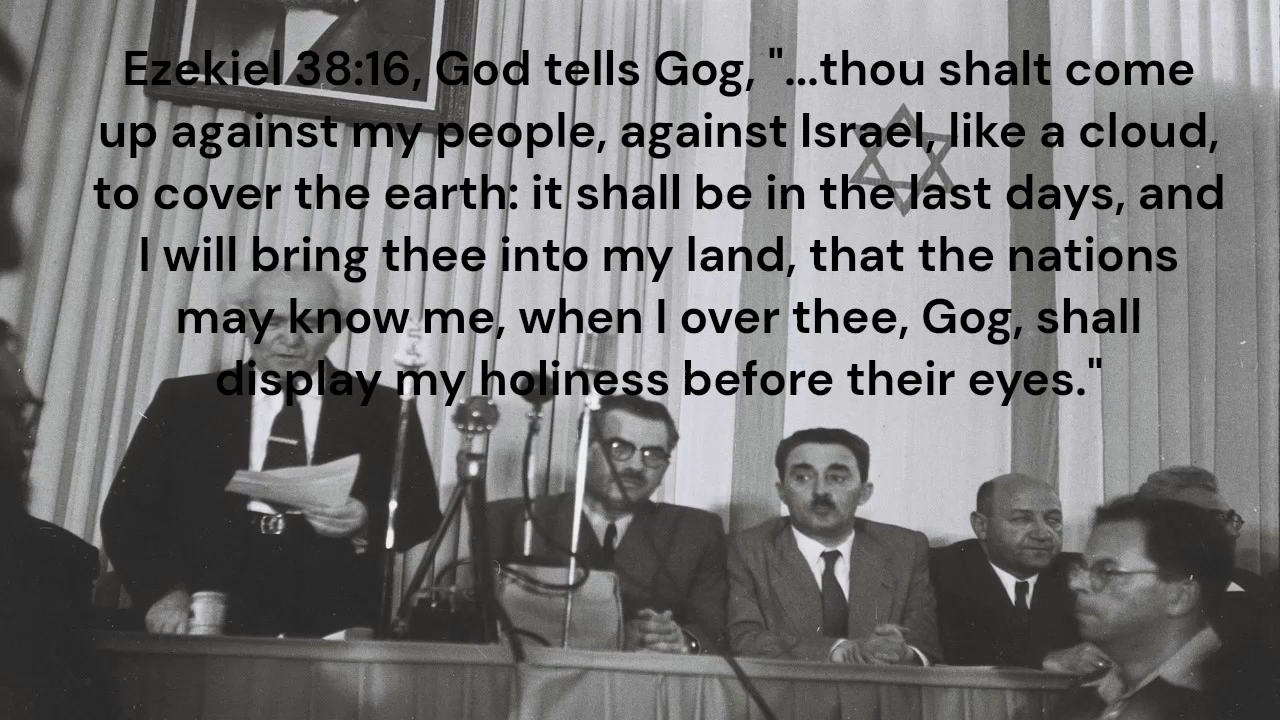 Ezekiel 38:16, God tells Gog, "...thou shalt come
up against my people, against Israel, like a cloud,
to cover the earth: it shall be in the last days, and
I will bring thee into my land, that the nations
may know me, when I over thee, Gog, shall
display my holiness before their eyes."